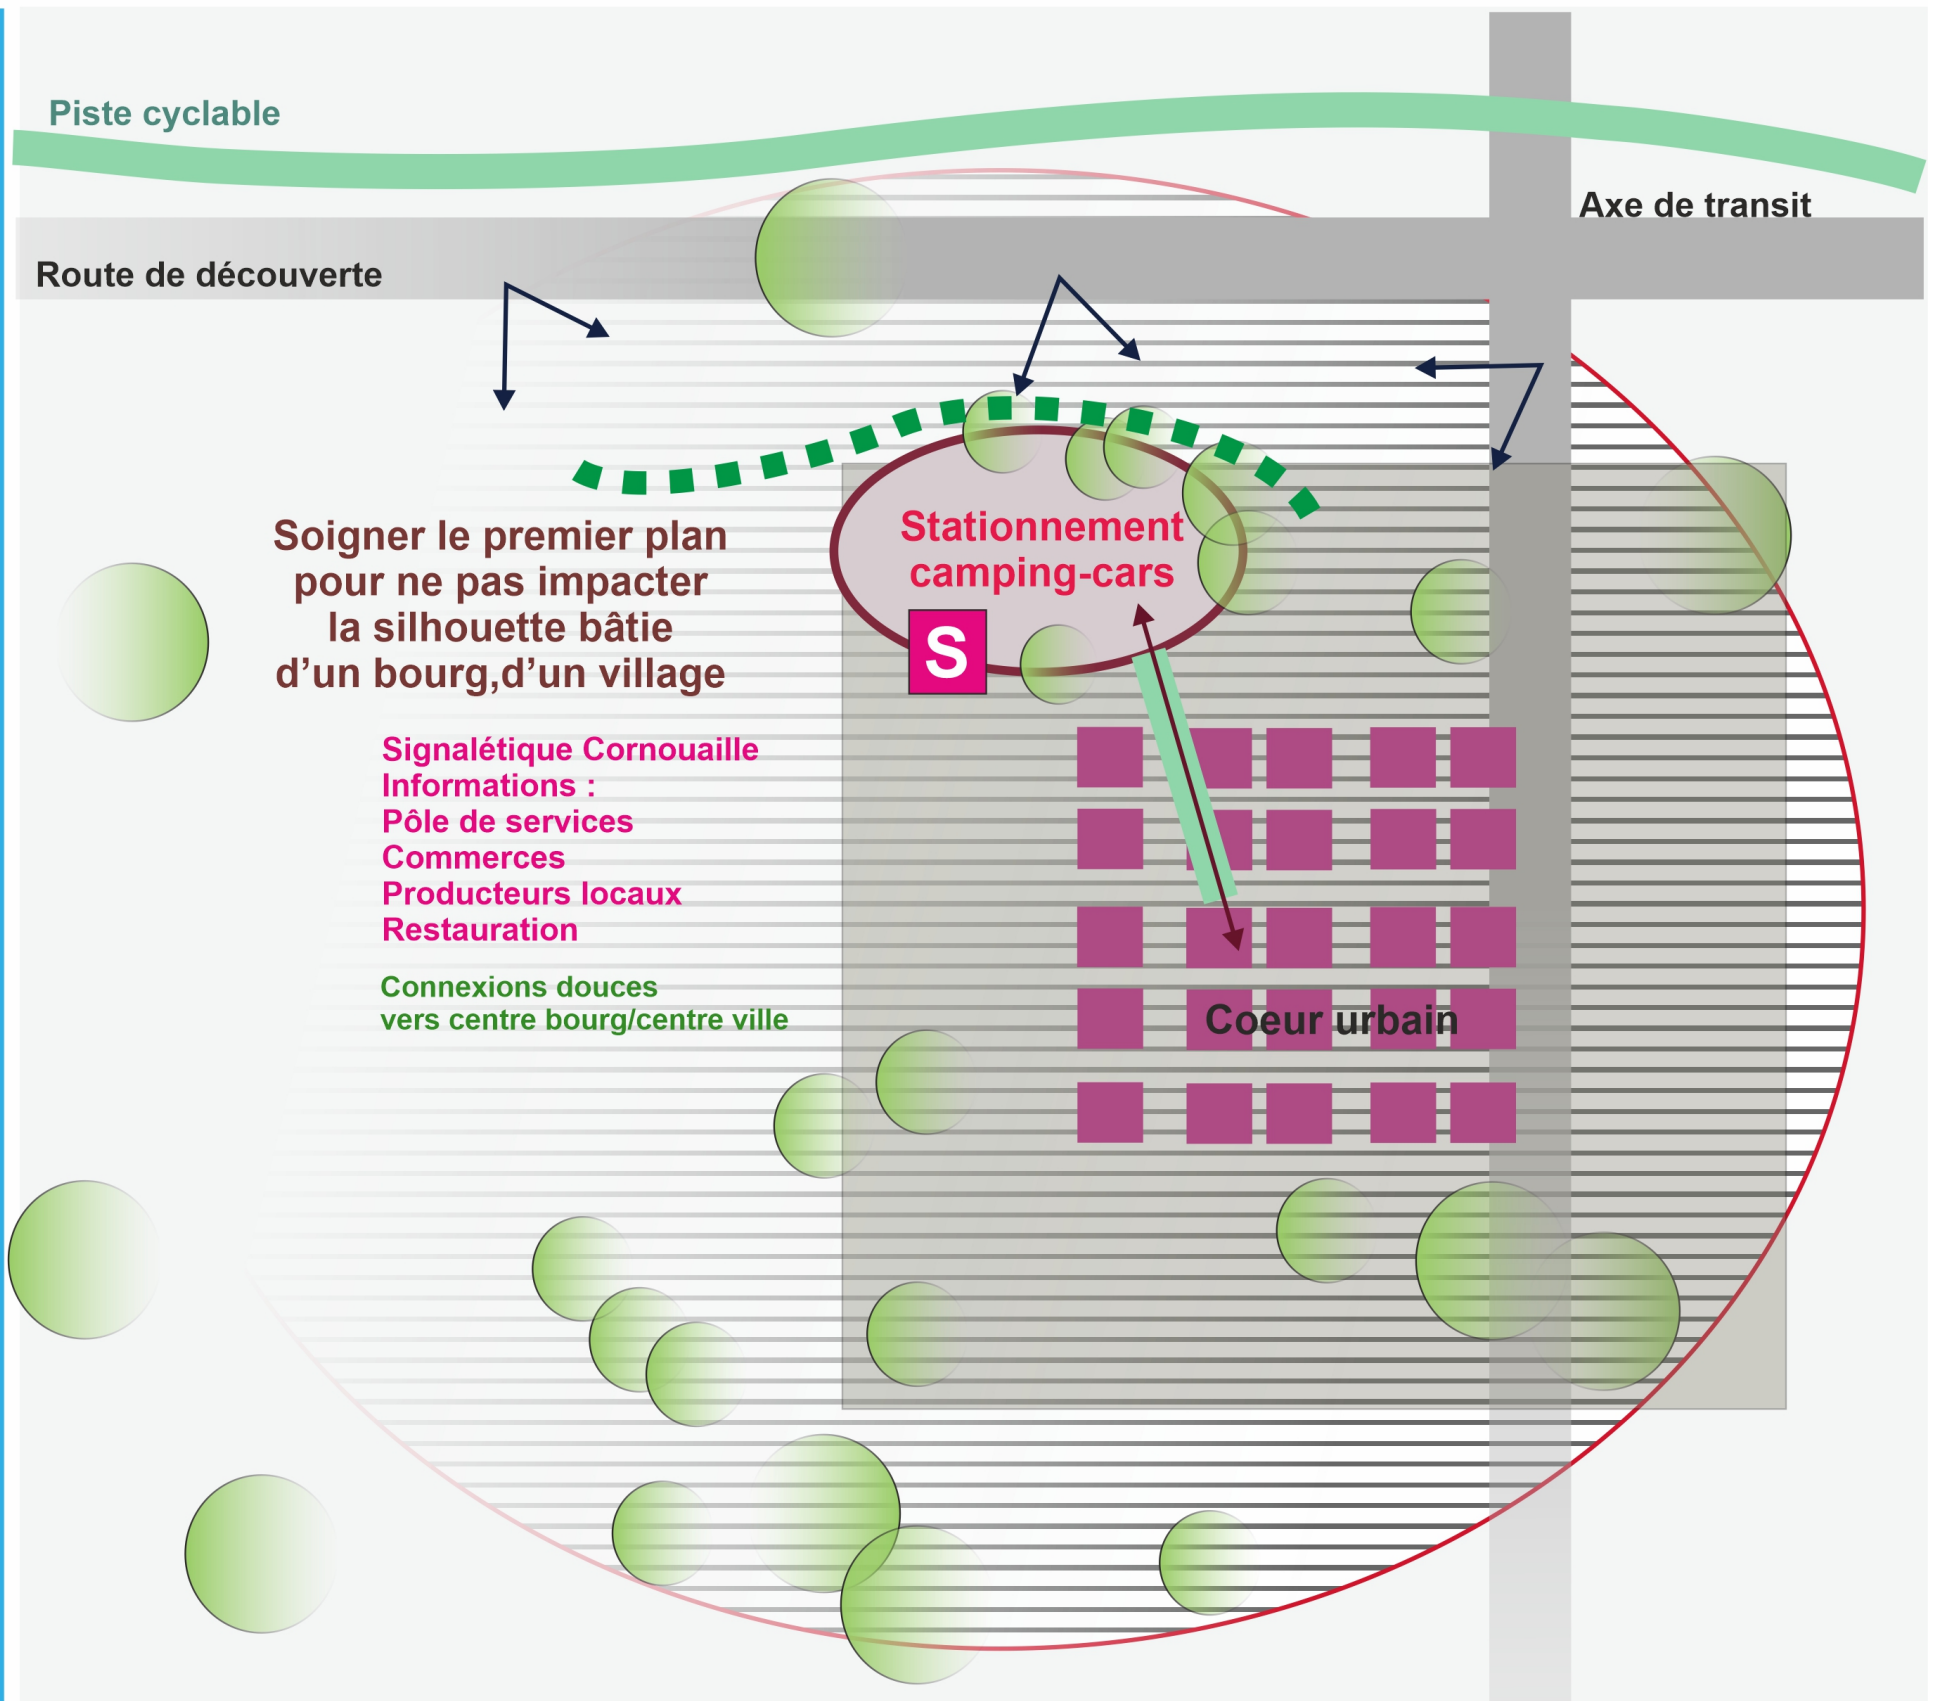 Piste cyclable
Axe de transit
Route de découverte
Stationnement
camping-cars
Soigner le premier plan
pour ne pas impacter
la silhouette bâtie
d’un bourg,d’un village
S
Signalétique Cornouaille
Informations :
Pôle de services
Commerces
Producteurs locaux
Restauration
Connexions douces
vers centre bourg/centre ville
Coeur urbain